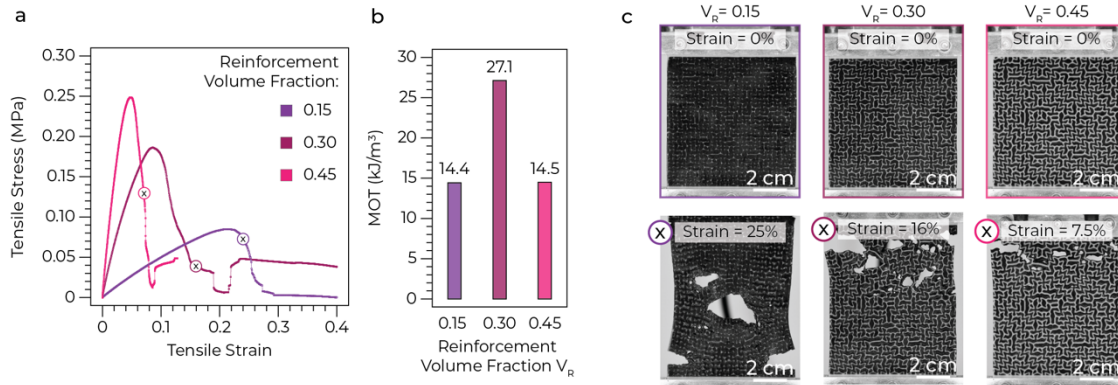 a
Tensile Stress (MPa)
0.30
0.25
0.20
0.15
0.10
0.05
0
Reinforcement
Volume Fraction:
0.15
0.30
0.45
x
x
x
0
0.1
0.2
0.3
0.4
Tensile Strain
b
MOT (kJ/m³)
30
25
20
15
10
5
0
14.4
27.1
14.5
0.15
0.30
0.45
Reinforcement
Volume Fraction V_R
c
V_R= 0.15
V_R= 0.30
V_R= 0.45
Strain = 0%
Strain = 0%
Strain = 0%
2 cm
2 cm
2 cm
x
Strain = 25%
x
Strain = 16%
x
Strain = 7.5%
2 cm
2 cm
2 cm